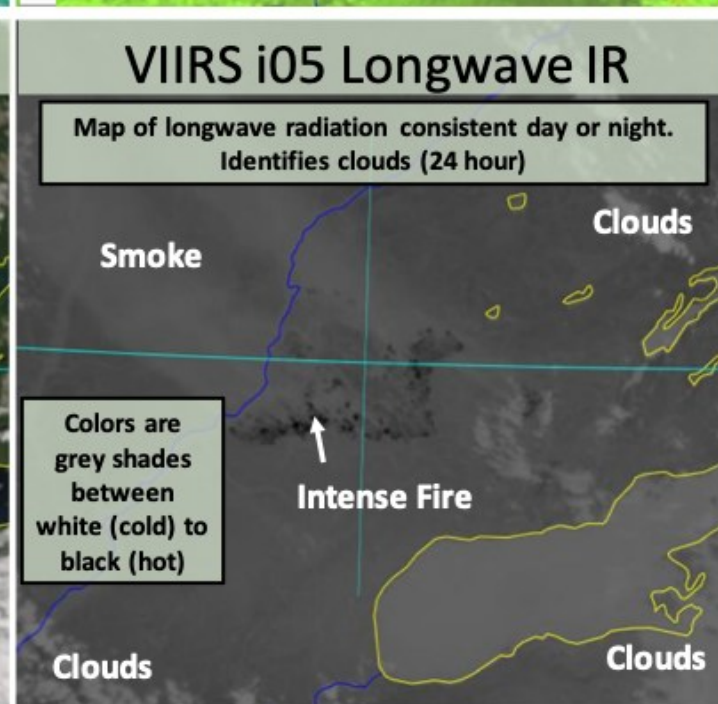 VIIRS i05 Longwave IR
Map of longwave radiation consistent day or night.
Identifies clouds (24 hour)
Clouds
Smoke
Colors are
grey shades
between
white (cold) to
black (hot)
Intense Fire
Clouds
Clouds